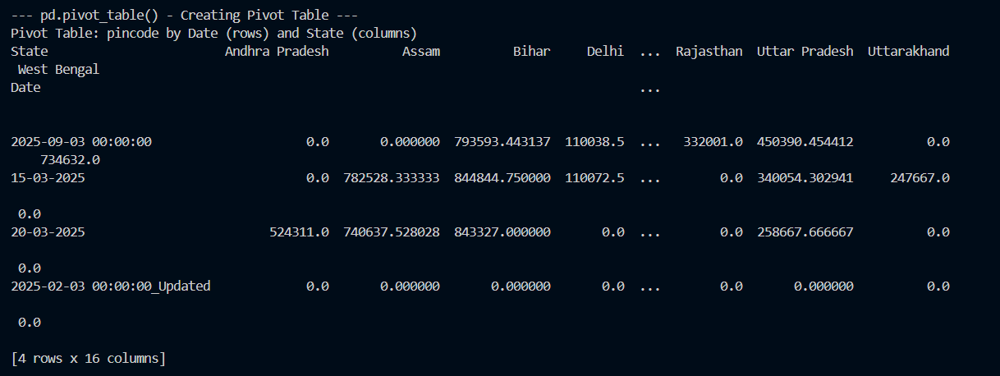 --- pd.pivot_table() - Creating Pivot Table ---
Pivot Table: pincode by Date (rows) and State (columns)
State                        Andhra Pradesh          Assam          Bihar     Delhi  ...  Rajasthan  Uttar Pradesh  Uttarakhand
 West Bengal
Date                                                                                 ...
2025-09-03 00:00:00                     0.0       0.000000  793593.443137  110038.5  ...   332001.0  450390.454412          0.0
    734632.0
15-03-2025                              0.0  782528.333333  844844.750000  110072.5  ...        0.0  340054.302941     247667.0
 0.0
20-03-2025                         524311.0  740637.528028  843327.000000       0.0  ...        0.0  258667.666667          0.0
 0.0
2025-02-03 00:00:00_Updated             0.0       0.000000       0.000000       0.0  ...        0.0       0.000000          0.0
 0.0
[4 rows x 16 columns]